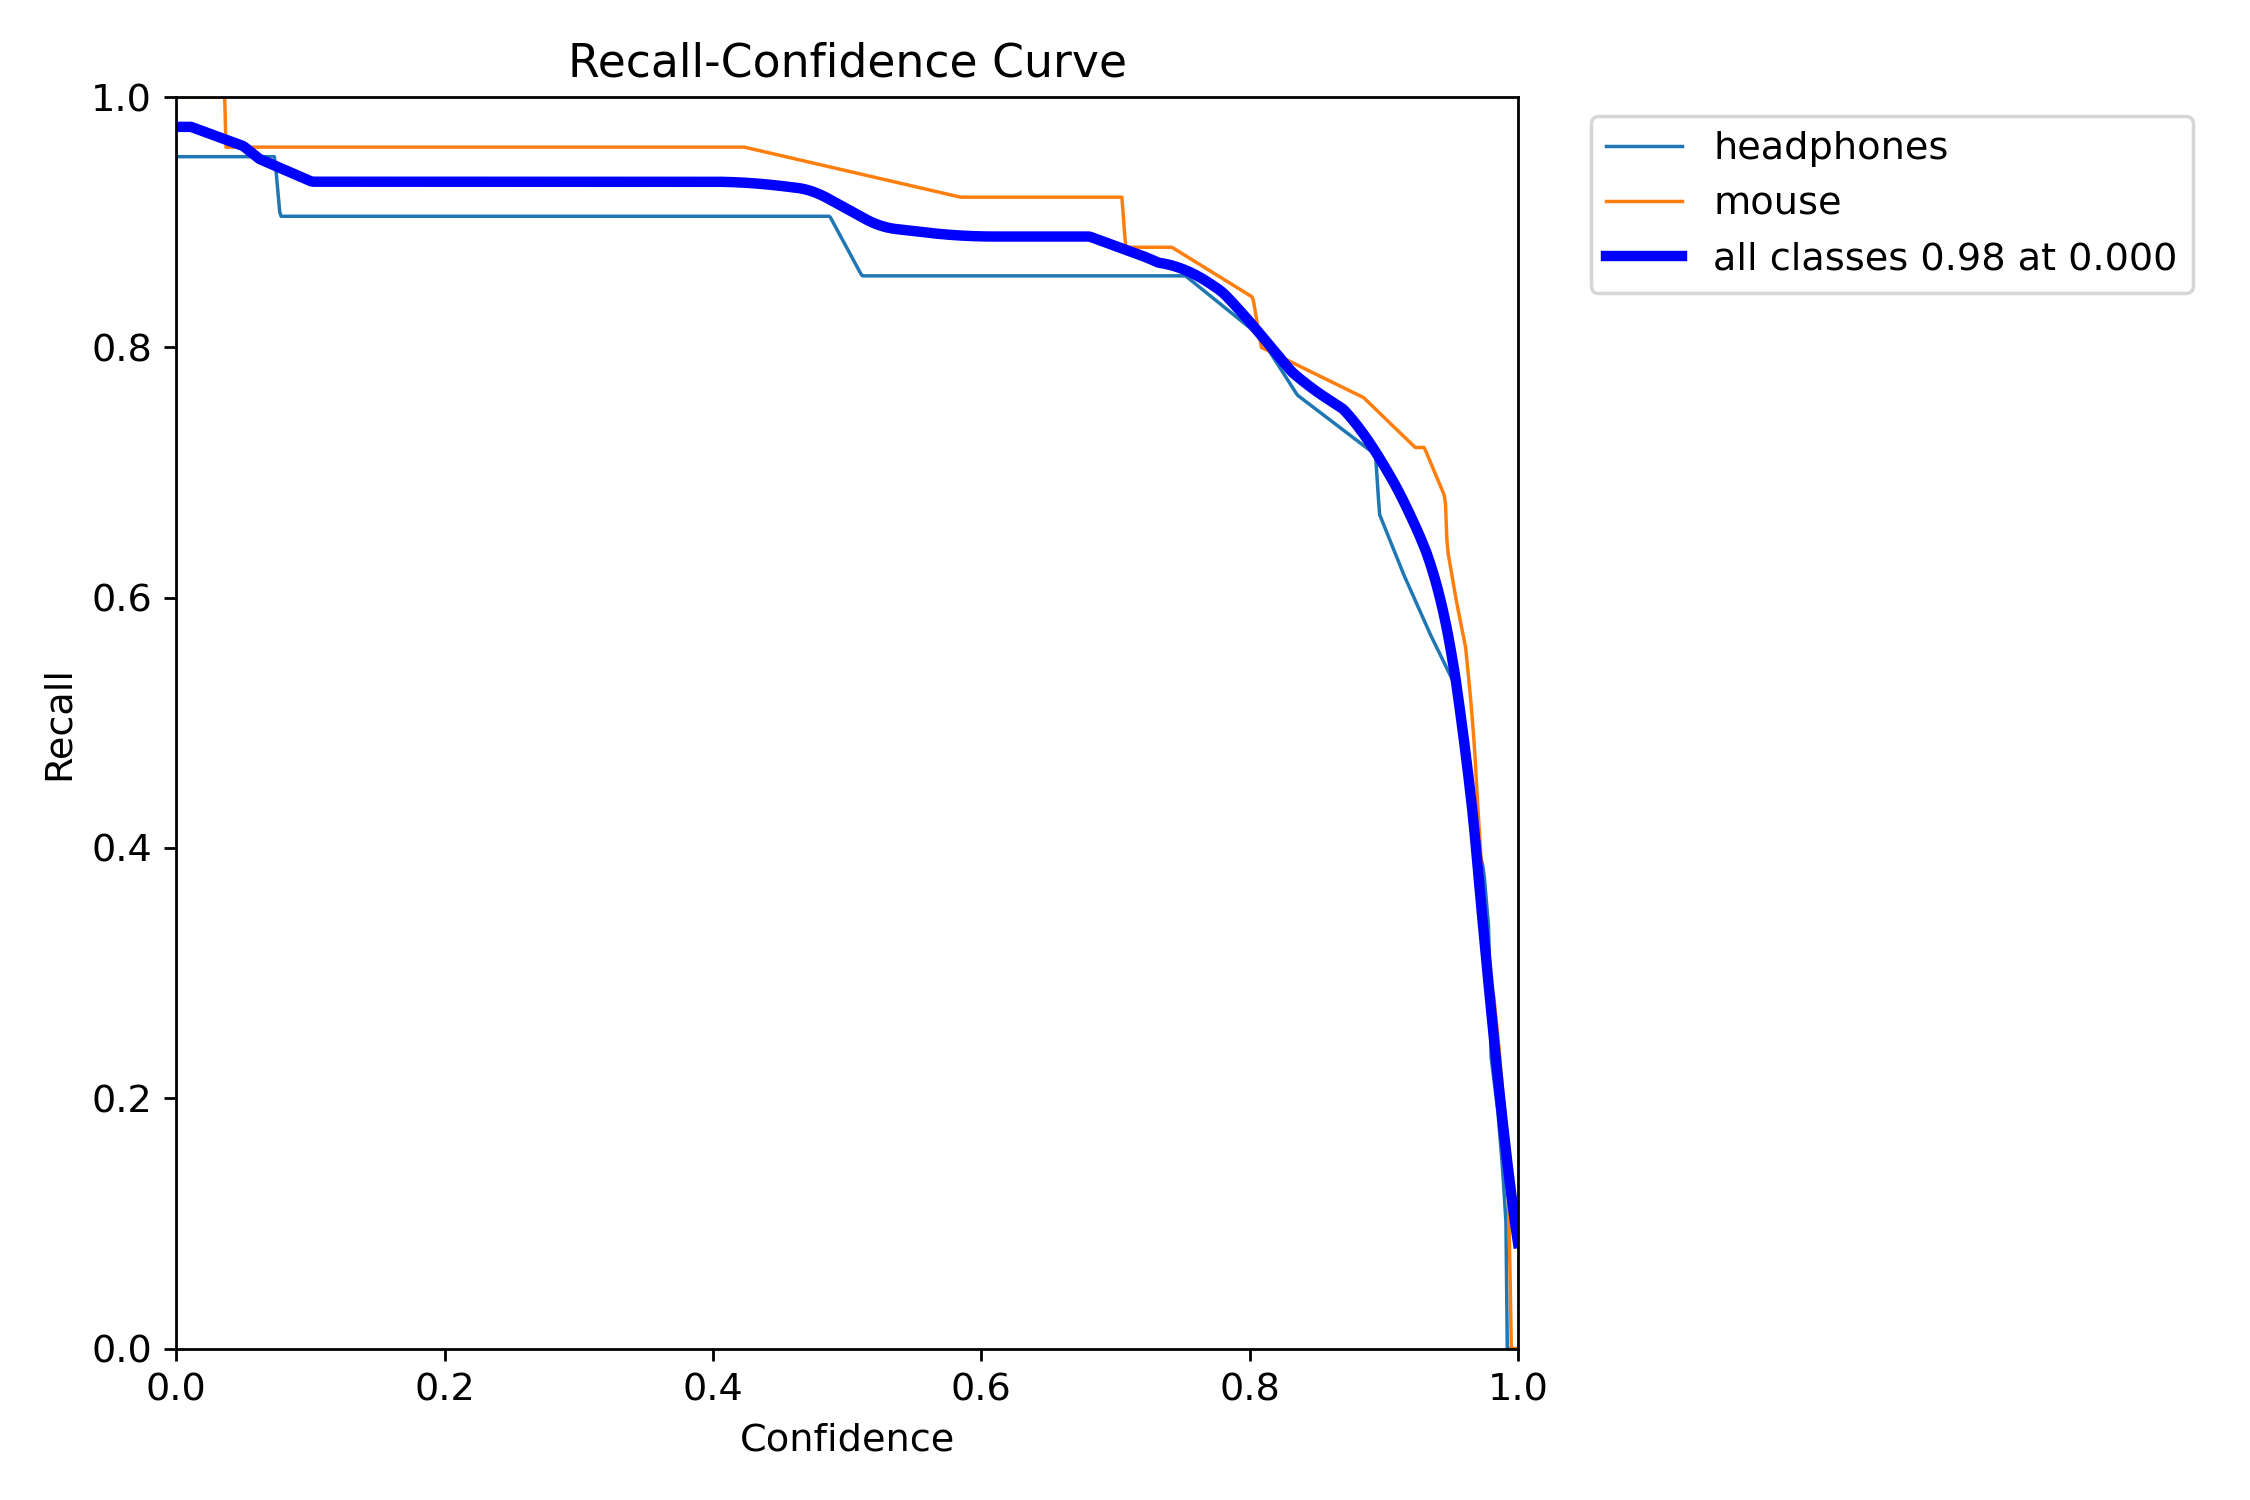 Recall-Confidence Curve
headphones
mouse
all classes 0.98 at 0.000
1.0
0.8
0.6
0.4
0.2
0.0
Recall
0.0 0.2 0.4 0.6 0.8 1.0
Confidence